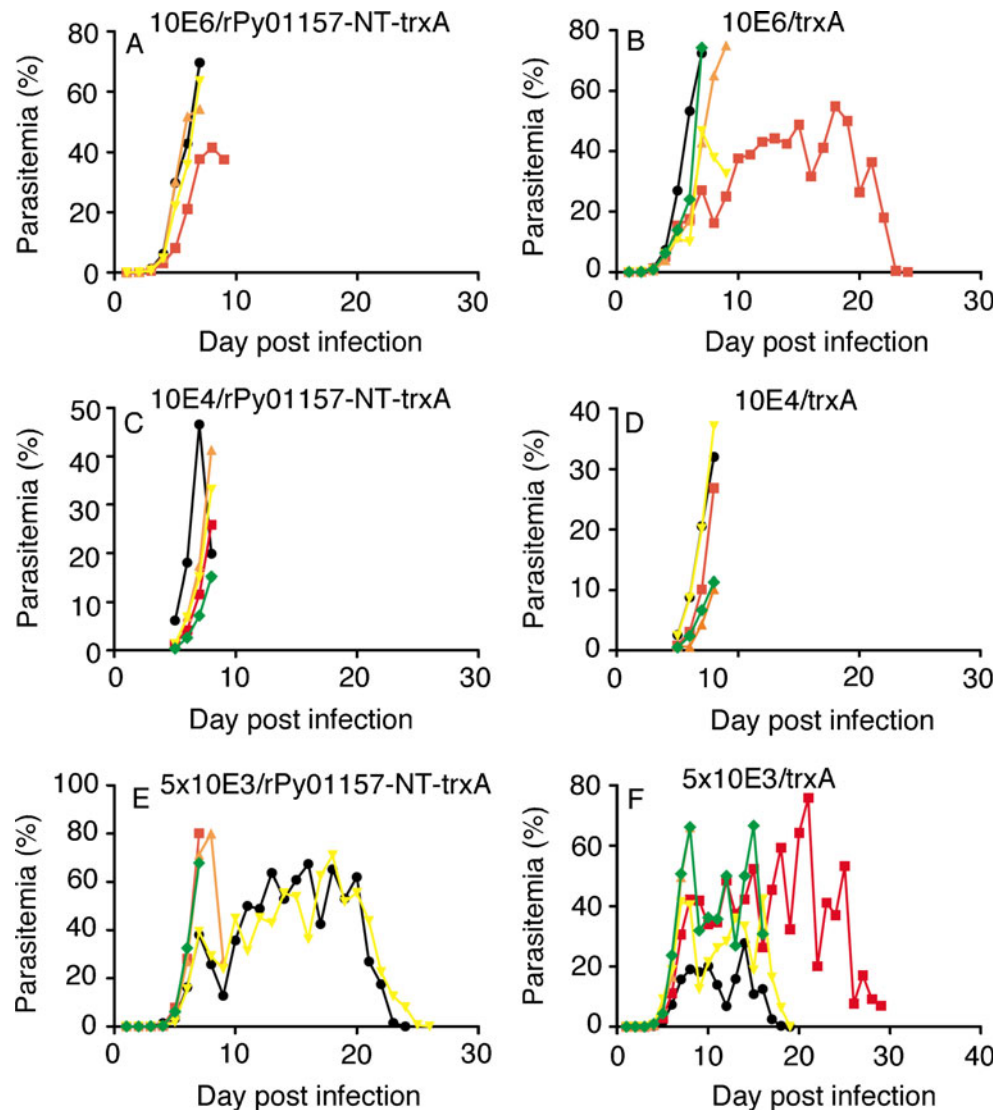 A 10E6/rPy01157-NT-trxA
Parasitemia (%)
80
60
40
20
0
0 10 20 30
Day post infection
B 10E6/trxA
Parasitemia (%)
80
60
40
20
0
0 10 20 30
Day post infection
C 10E4/rPy01157-NT-trxA
Parasitemia (%)
50
40
30
20
10
0
0 10 20 30
Day post infection
D 10E4/trxA
Parasitemia (%)
40
30
20
10
0
0 10 20 30
Day post infection
E 5x10E3/rPy01157-NT-trxA
Parasitemia (%)
100
80
60
40
20
0
0 10 20 30
Day post infection
F 5x10E3/trxA
Parasitemia (%)
80
60
40
20
0
0 10 20 30 40
Day post infection